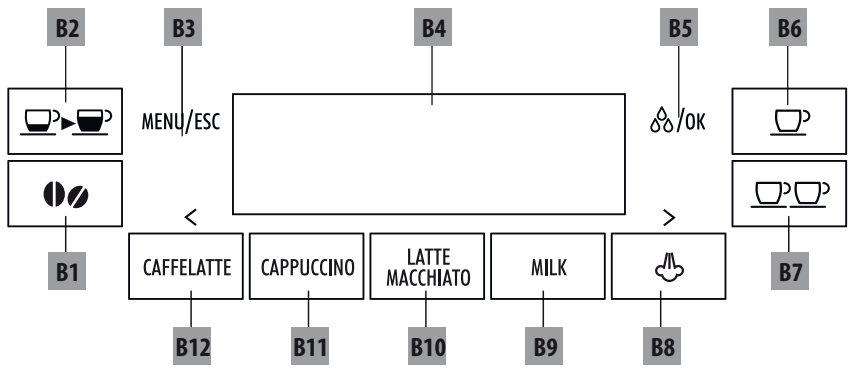 B2 B3 B4 B5 B6
MENU/ESC /OK
B1 < > B7
CAFFELATTE CAPPUCCINO LATTE MACCHIATO MILK
B12 B11 B10 B9 B8